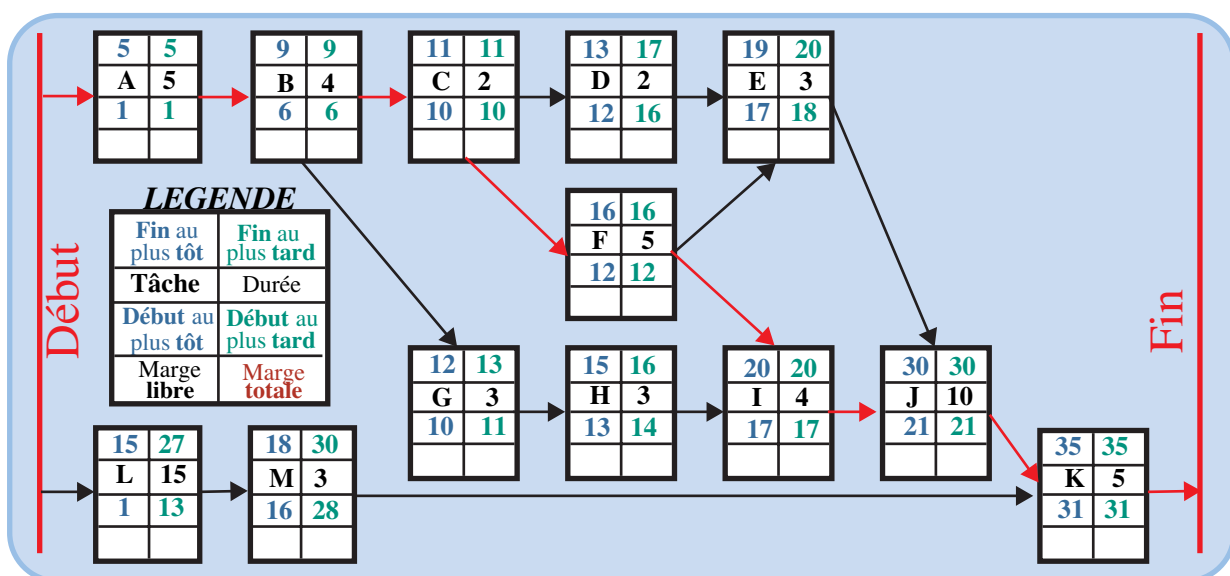 5 5
A 5
1 1
9 9
B 4
6 6
11 11
C 2
10 10
13 17
D 2
12 16
19 20
E 3
17 18
LEGENDE
Fin au plus tôt
Fin au plus tard
Tâche
Durée
Début au plus tôt
Début au plus tard
Marge libre
Marge totale
Début
16 16
F 5
12 12
Fin
12 13
G 3
10 11
15 16
H 3
13 14
20 20
I 4
17 17
30 30
J 10
21 21
15 27
L 15
1 13
18 30
M 3
16 28
35 35
K 5
31 31